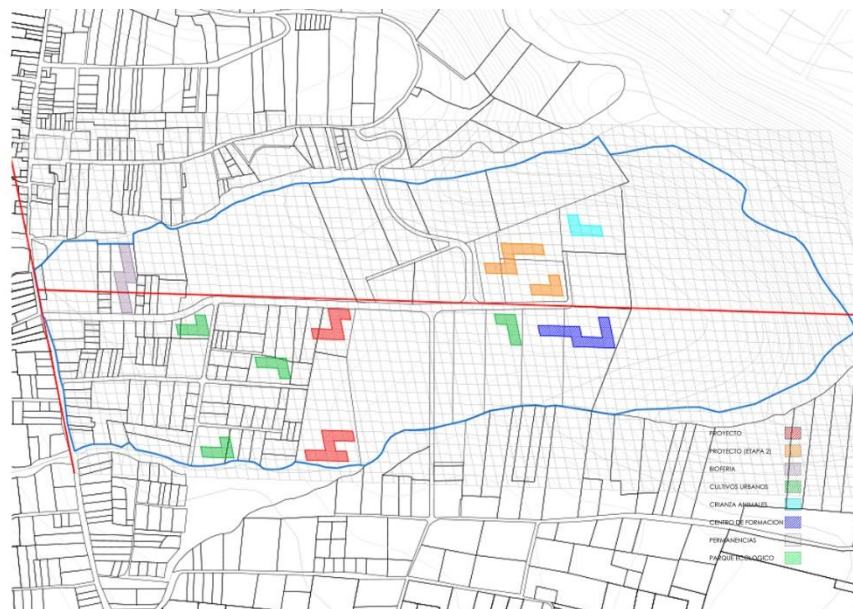 PROYECTO
PROYECTO (ETAPA 2)
BIOFERIA
CULTIVOS URBANOS
CRIANZA ANIMALES
CENTRO DE FORMACION
PERMANENCIAS
PARQUE ECOLOGICO